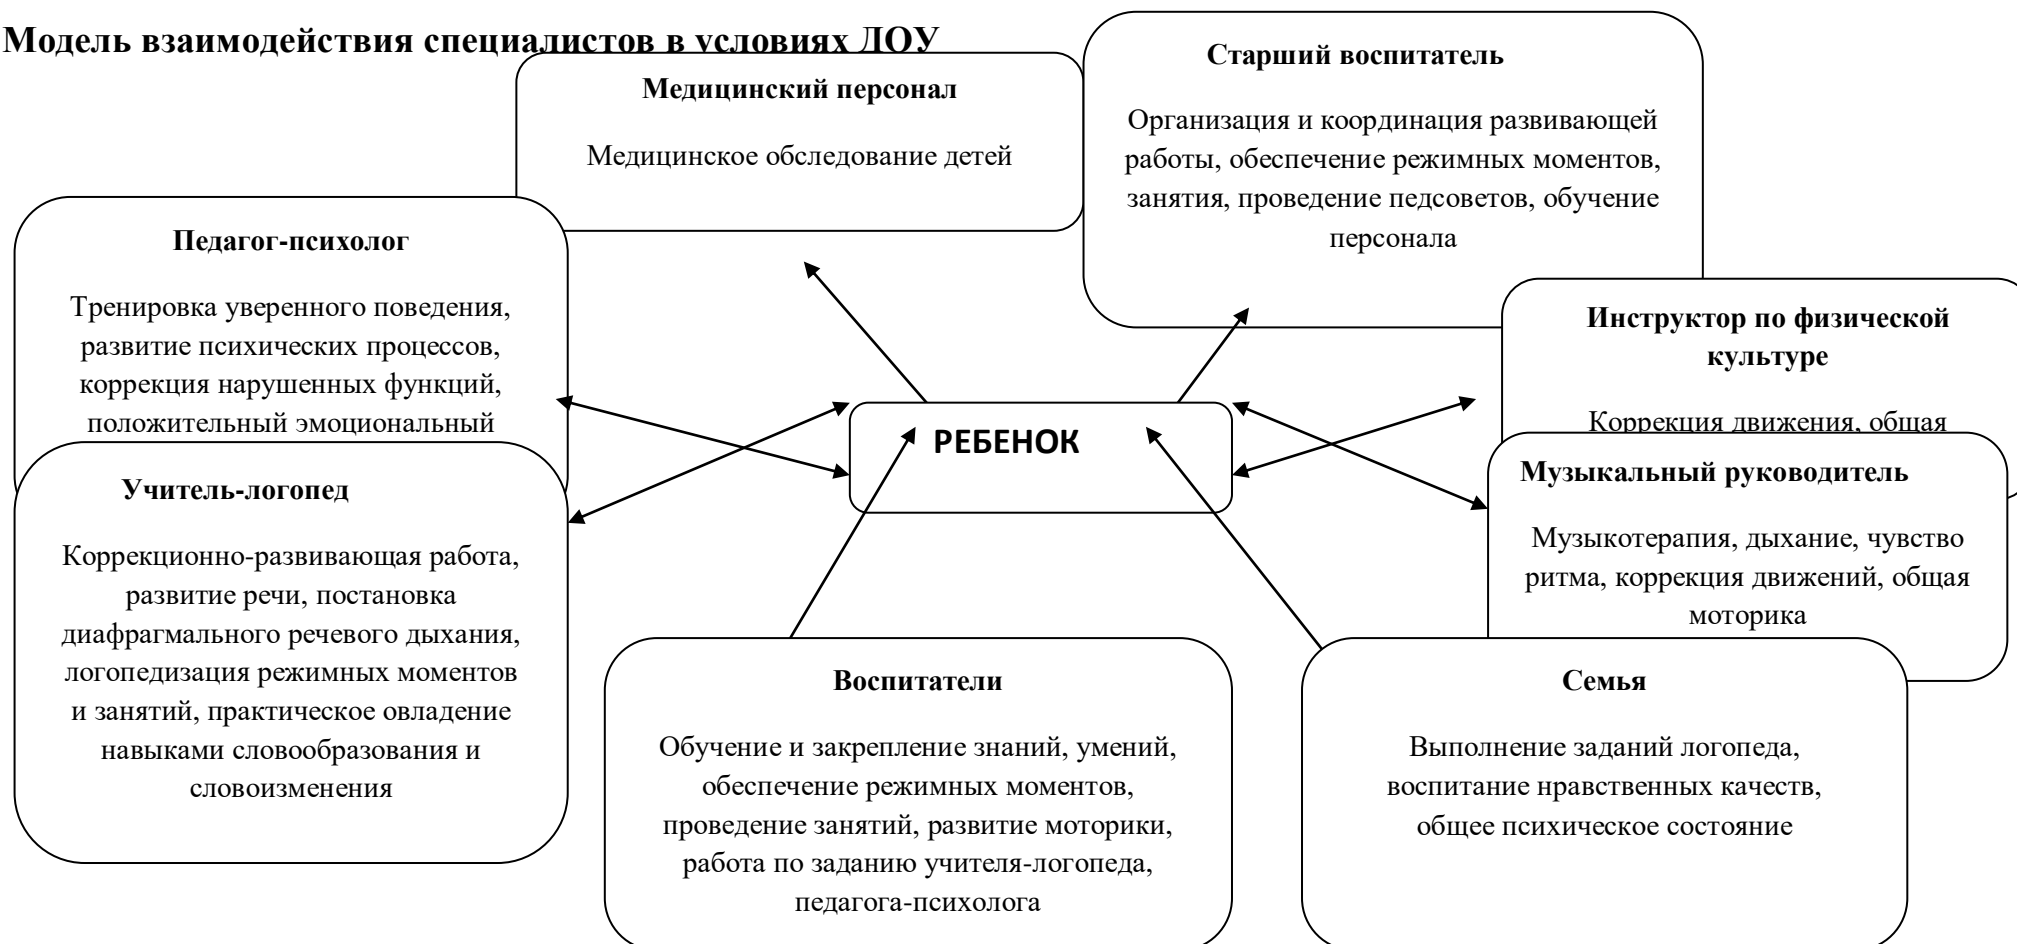 Модель взаимодействия специалистов в условиях ДОУ
Медицинский персонал
Медицинское обследование детей
Старший воспитатель
Организация и координация развивающей
работы, обеспечение режимных моментов,
занятия, проведение педсоветов, обучение
персонала
Педагог-психолог
Тренировка уверенного поведения,
развитие психических процессов,
коррекция нарушенных функций,
положительный эмоциональный
Инструктор по физической
культуре
Коррекция движения, общая
РЕБЕНОК
Учитель-логопед
Коррекционно-развивающая работа,
развитие речи, постановка
диафрагмального речевого дыхания,
логопедизация режимных моментов
и занятий, практическое овладение
навыками словообразования и
словоизменения
Музыкальный руководитель
Музыкотерапия, дыхание, чувство
ритма, коррекция движений, общая
моторика
Воспитатели
Обучение и закрепление знаний, умений,
обеспечение режимных моментов,
проведение занятий, развитие моторики,
работа по заданию учителя-логопеда,
педагога-психолога
Семья
Выполнение заданий логопеда,
воспитание нравственных качеств,
общее психическое состояние